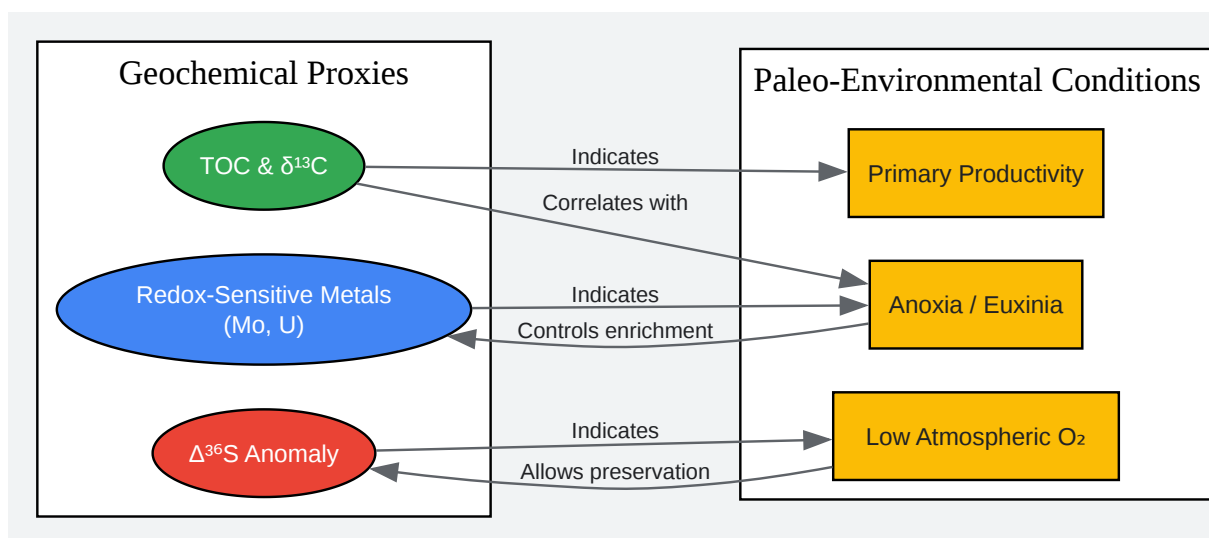 Geochemical Proxies
Paleo-Environmental Conditions
TOC & δ¹³C
Indicates
Primary Productivity
Correlates with
Redox-Sensitive Metals
(Mo, U)
Indicates
Anoxia / Euxinia
Controls enrichment
Δ³⁶S Anomaly
Indicates
Low Atmospheric O₂
Allows preservation